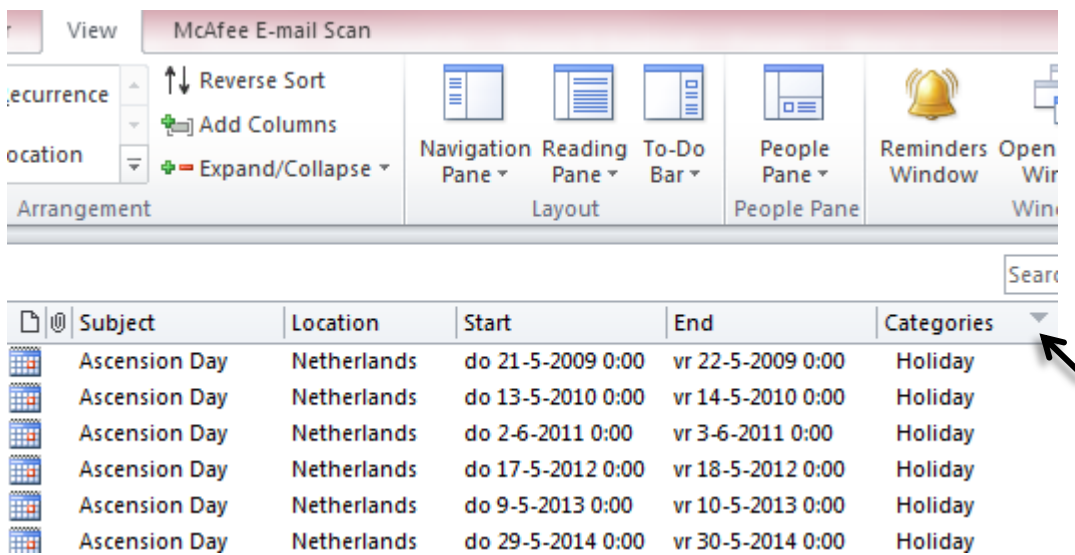 View McAfee E-mail Scan
ecurrence Reverse Sort
Add Columns
ocation Expand/Collapse
Navigation Pane
Reading Pane
To-Do Bar
People Pane
Reminders Window
Open
Arrangement Layout People Pane
Subject Location Start End Categories
Ascension Day Netherlands do 21-5-2009 0:00 vr 22-5-2009 0:00 Holiday
Ascension Day Netherlands do 13-5-2010 0:00 vr 14-5-2010 0:00 Holiday
Ascension Day Netherlands do 2-6-2011 0:00 vr 3-6-2011 0:00 Holiday
Ascension Day Netherlands do 17-5-2012 0:00 vr 18-5-2012 0:00 Holiday
Ascension Day Netherlands do 9-5-2013 0:00 vr 10-5-2013 0:00 Holiday
Ascension Day Netherlands do 29-5-2014 0:00 vr 30-5-2014 0:00 Holiday